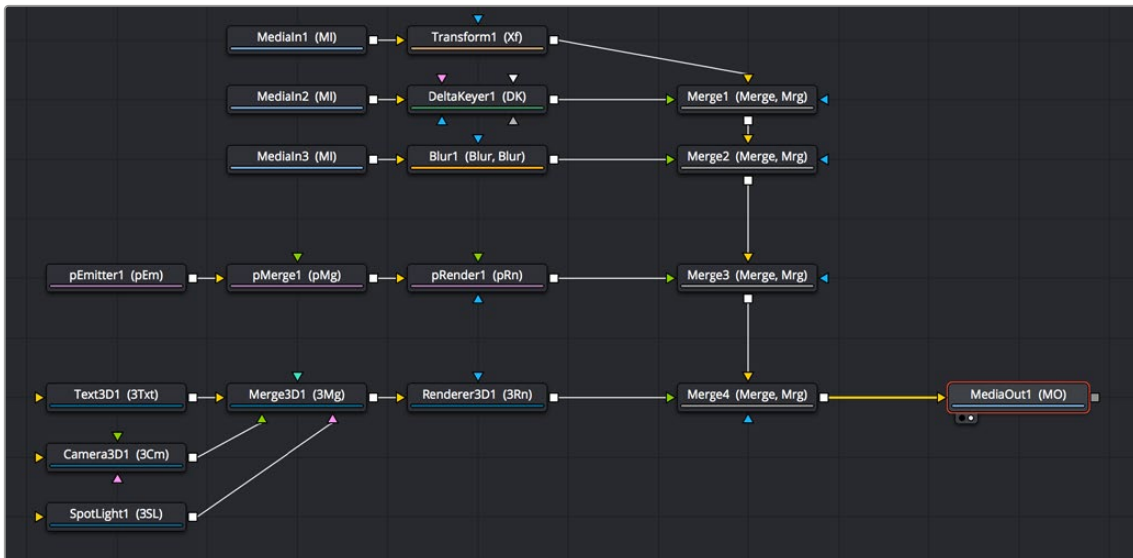 MediaIn1 (MI)
Transform1 (Xf)
MediaIn2 (MI)
DeltaKeyer1 (DK)
Merge1 (Merge, Mrg)
MediaIn3 (MI)
Blur1 (Blur, Blur)
Merge2 (Merge, Mrg)
pEmitter1 (pEm)
pMerge1 (pMg)
pRender1 (pRn)
Merge3 (Merge, Mrg)
Text3D1 (3Txt)
Merge3D1 (3Mg)
Renderer3D1 (3Rn)
Merge4 (Merge, Mrg)
MediaOut1 (MO)
Camera3D1 (3Cm)
SpotLight1 (3SL)